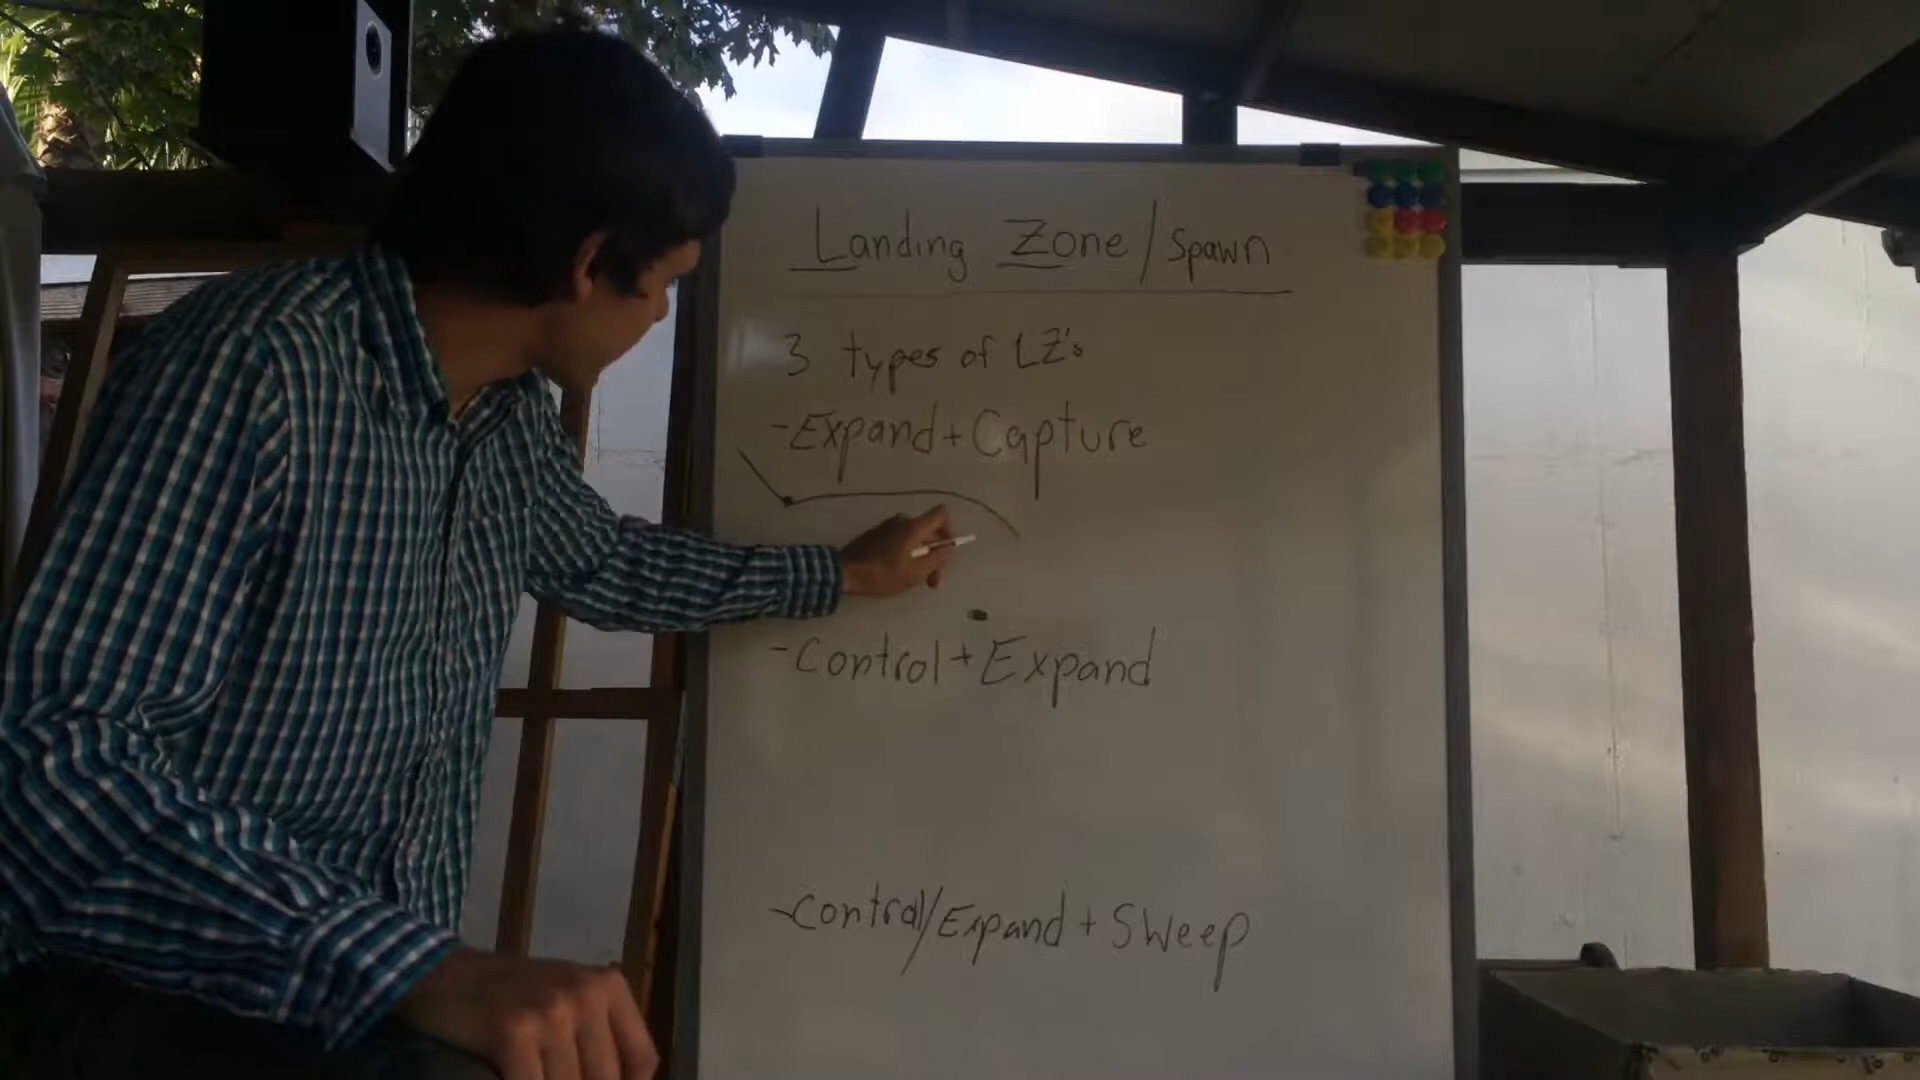 Landing Zone/Spawn
3 types of LZ's
-Expand+Capture
-Control+Expand
-Control/Expand+Sweep